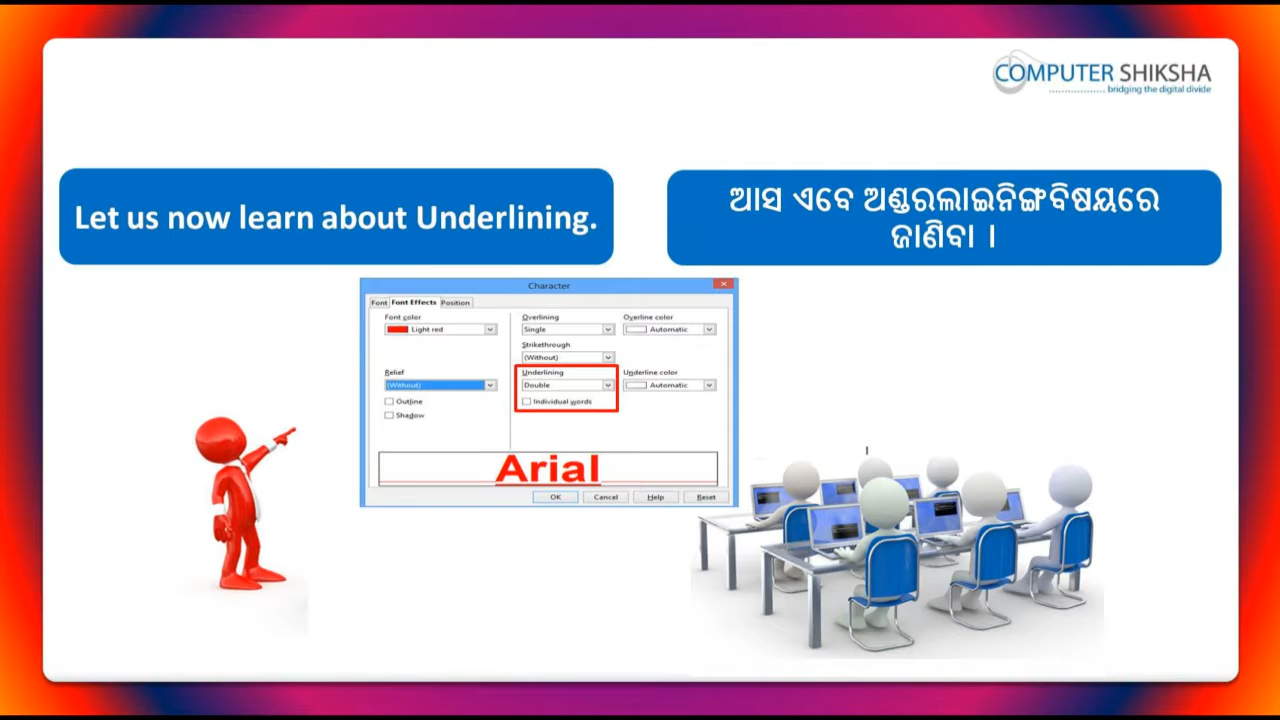 COMPUTER SHIKSHA
bridging the digital divide
Let us now learn about Underlining.
ଆସ ଏବେ ଅଣ୍ଡରଲାଇନିଙ୍ଗବିଷୟରେ
ଜାଣିବା ।
Character
Font Font Effects Position
Font color
Light red
Overlining
Single
Overline color
Automatic
Strikethrough
(Without)
Relief
(Without)
Underlining
Double
Underline color
Automatic
Outline
Individual words
Shadow
Arial
OK Cancel Help Reset